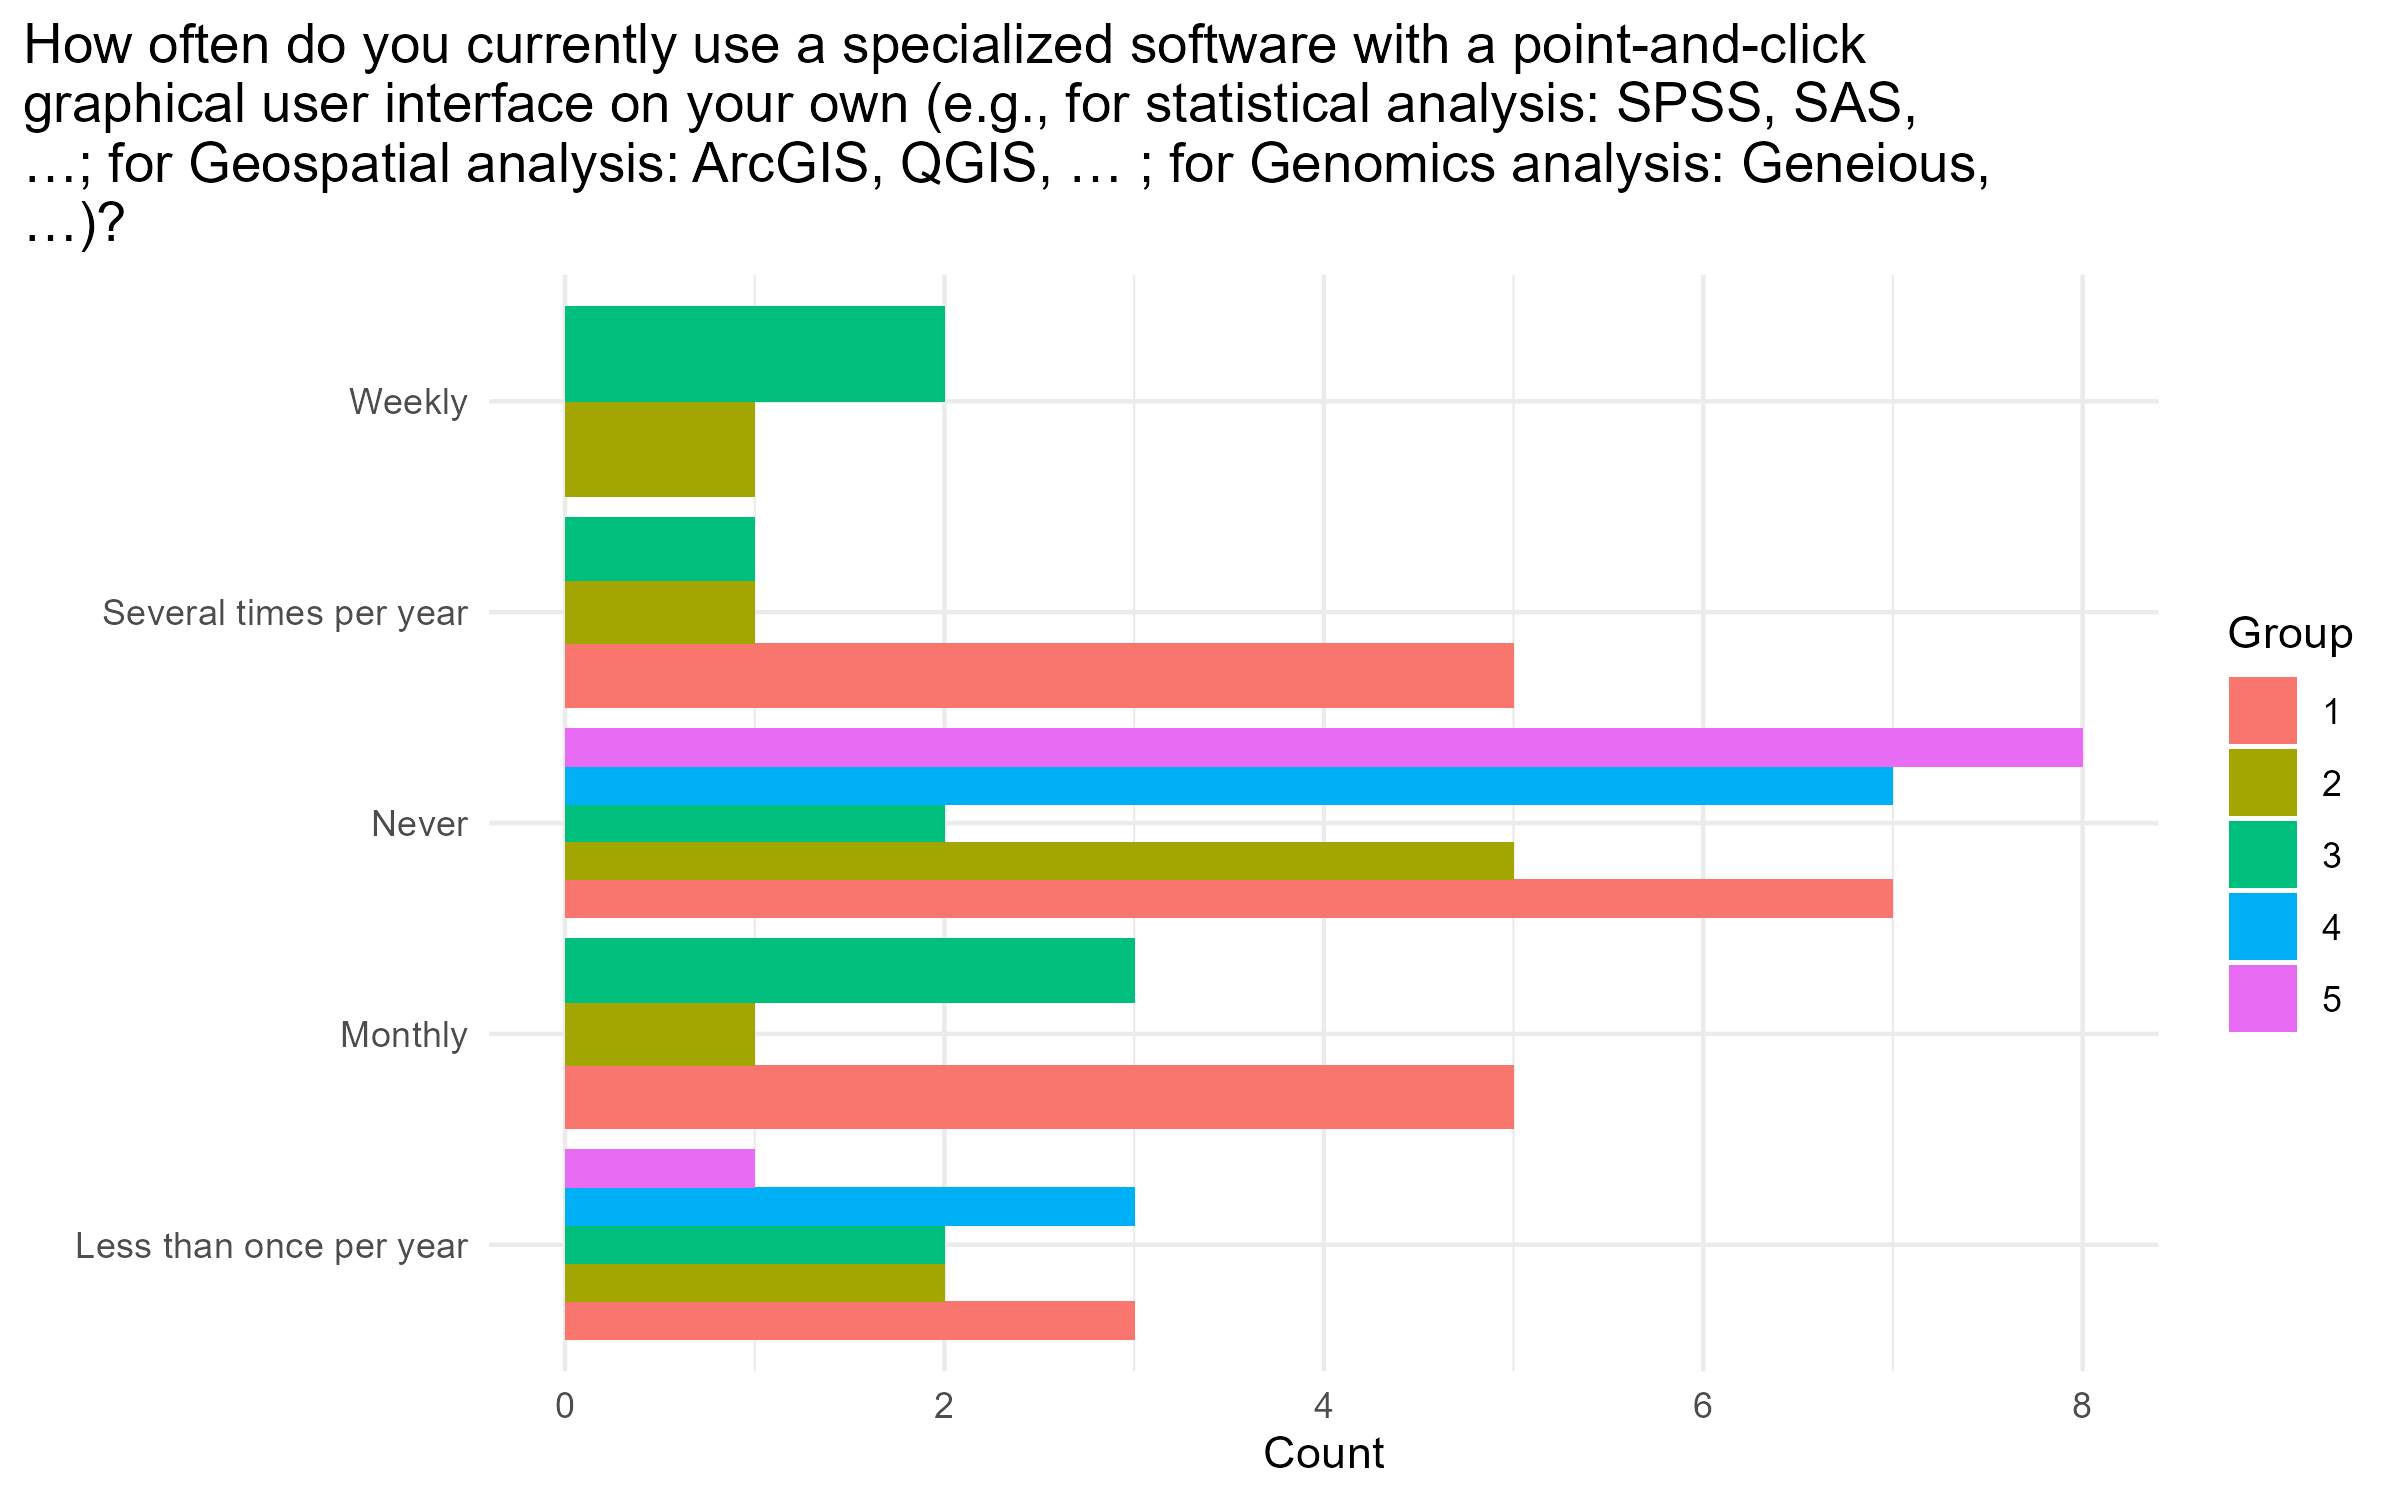 How often do you currently use a specialized software with a point-and-click
graphical user interface on your own (e.g., for statistical analysis: SPSS, SAS,
…; for Geospatial analysis: ArcGIS, QGIS, … ; for Genomics analysis: Geneious,
…)?
Weekly
Several times per year
Never
Monthly
Less than once per year
0 2 4 6 8
Count
Group
1
2
3
4
5